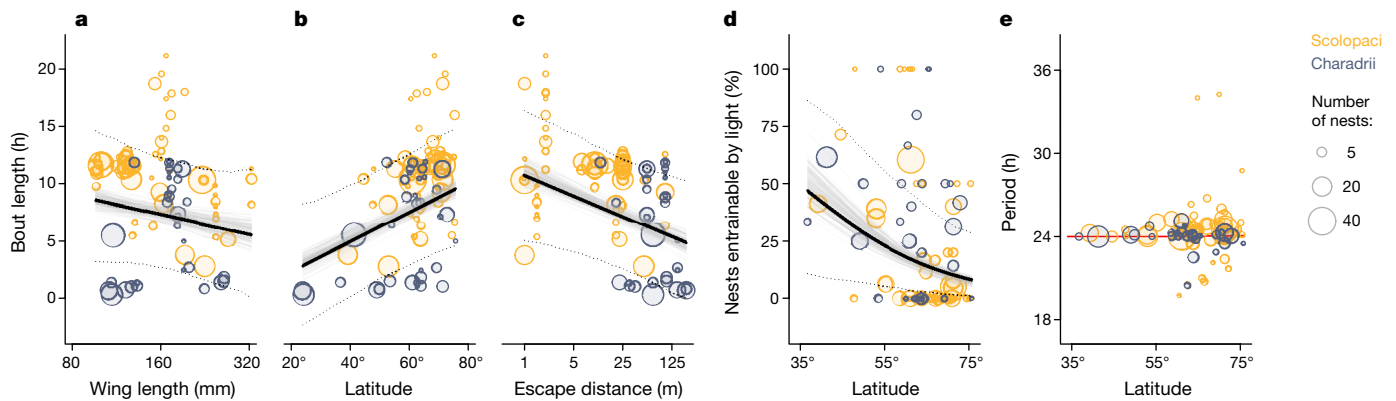 a
b
c
d
e
Bout length (h)
20
15
10
5
0
80
160
320
Wing length (mm)
20°
40°
60°
80°
Latitude
1
5
25
125
Escape distance (m)
Nests entrainable by light (%)
100
75
50
25
0
35°
55°
75°
Latitude
Period (h)
36
30
24
18
35°
55°
75°
Latitude
Scolopaci
Charadrii
Number
of nests:
5
20
40